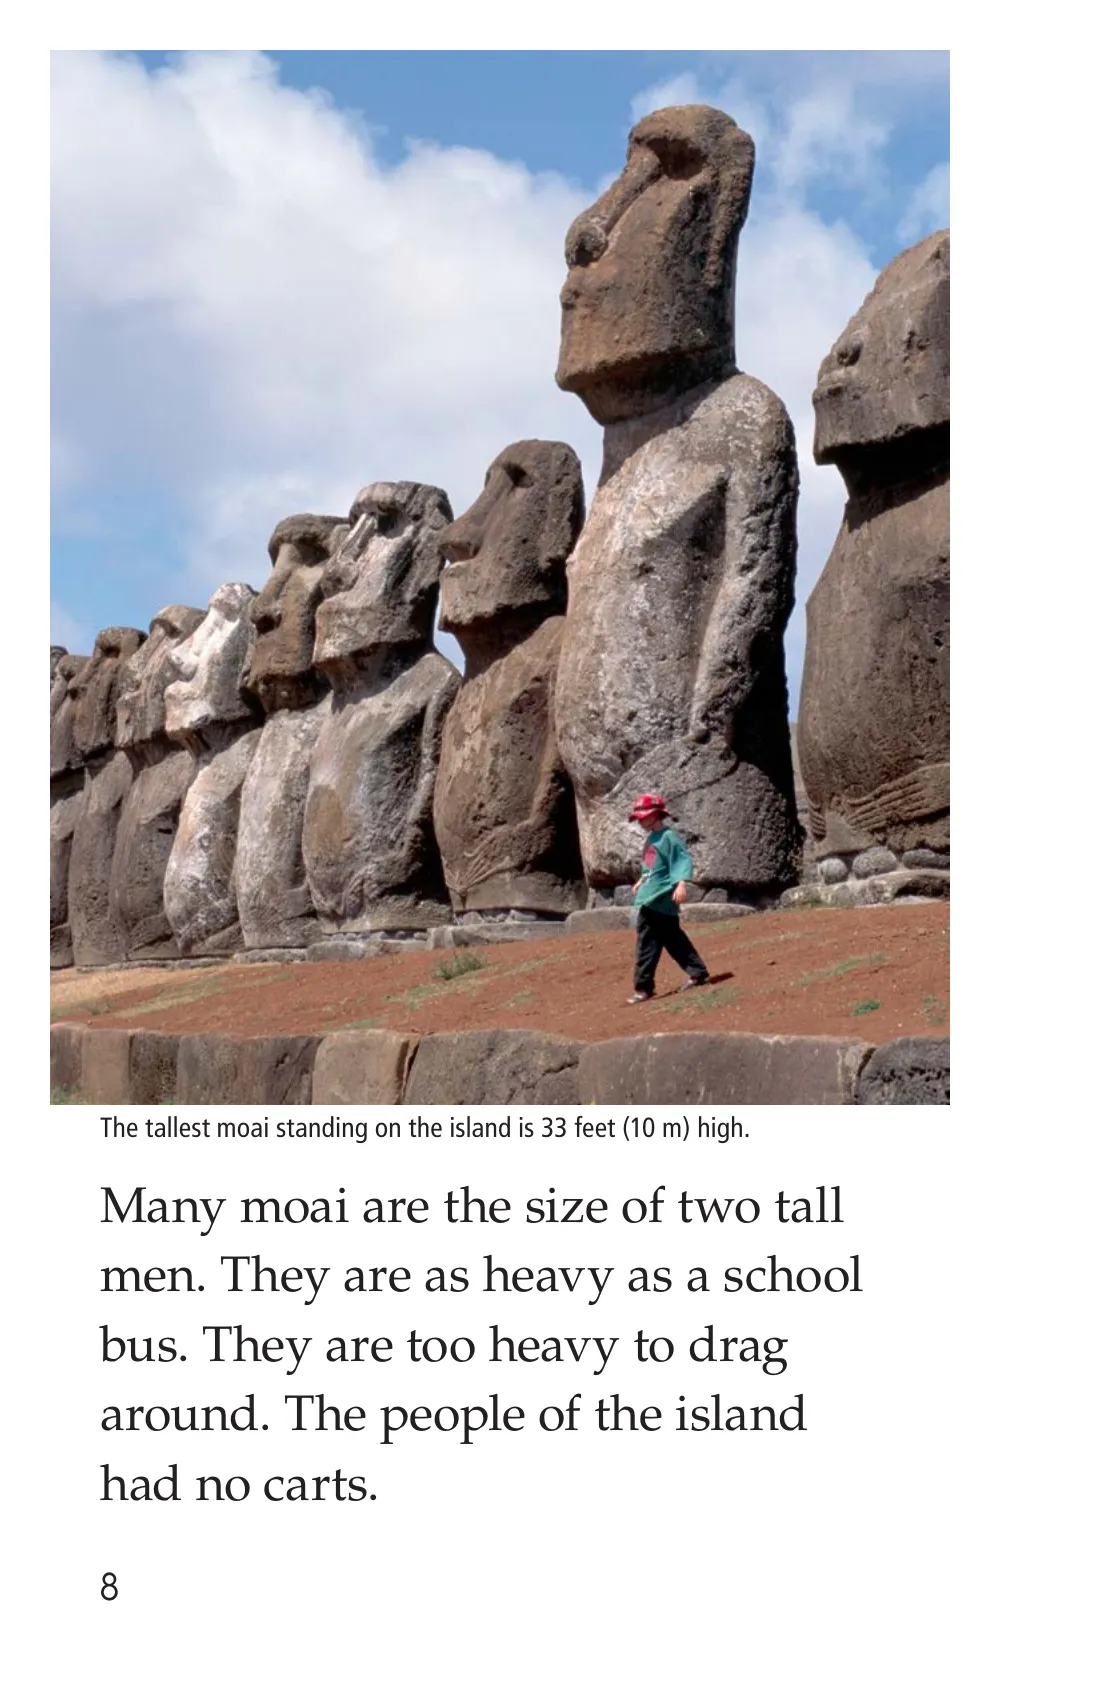 The tallest moai standing on the island is 33 feet (10 m) high.
Many moai are the size of two tall
men. They are as heavy as a school
bus. They are too heavy to drag
around. The people of the island
had no carts.
8